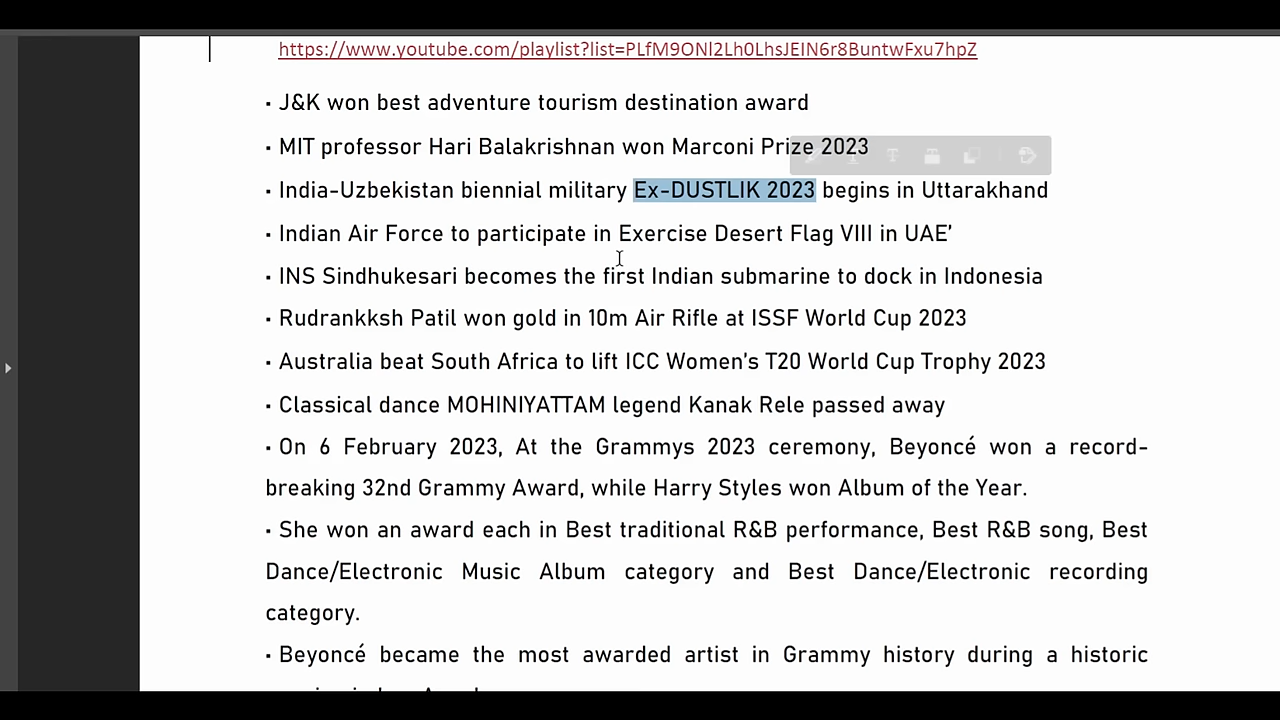 https://www.youtube.com/playlist?list=PLfM9ONl2Lh0LhsJEIN6r8BuntwFxu7hpZ
▪ J&K won best adventure tourism destination award
▪ MIT professor Hari Balakrishnan won Marconi Prize 2023
▪ India-Uzbekistan biennial military Ex-DUSTLIK 2023 begins in Uttarakhand
▪ Indian Air Force to participate in Exercise Desert Flag VIII in UAE’
▪ INS Sindhukesari becomes the first Indian submarine to dock in Indonesia
▪ Rudrankksh Patil won gold in 10m Air Rifle at ISSF World Cup 2023
▪ Australia beat South Africa to lift ICC Women’s T20 World Cup Trophy 2023
▪ Classical dance MOHINIYATTAM legend Kanak Rele passed away
▪ On 6 February 2023, At the Grammys 2023 ceremony, Beyoncé won a record-
breaking 32nd Grammy Award, while Harry Styles won Album of the Year.
▪ She won an award each in Best traditional R&B performance, Best R&B song, Best
Dance/Electronic Music Album category and Best Dance/Electronic recording
category.
▪ Beyoncé became the most awarded artist in Grammy history during a historic